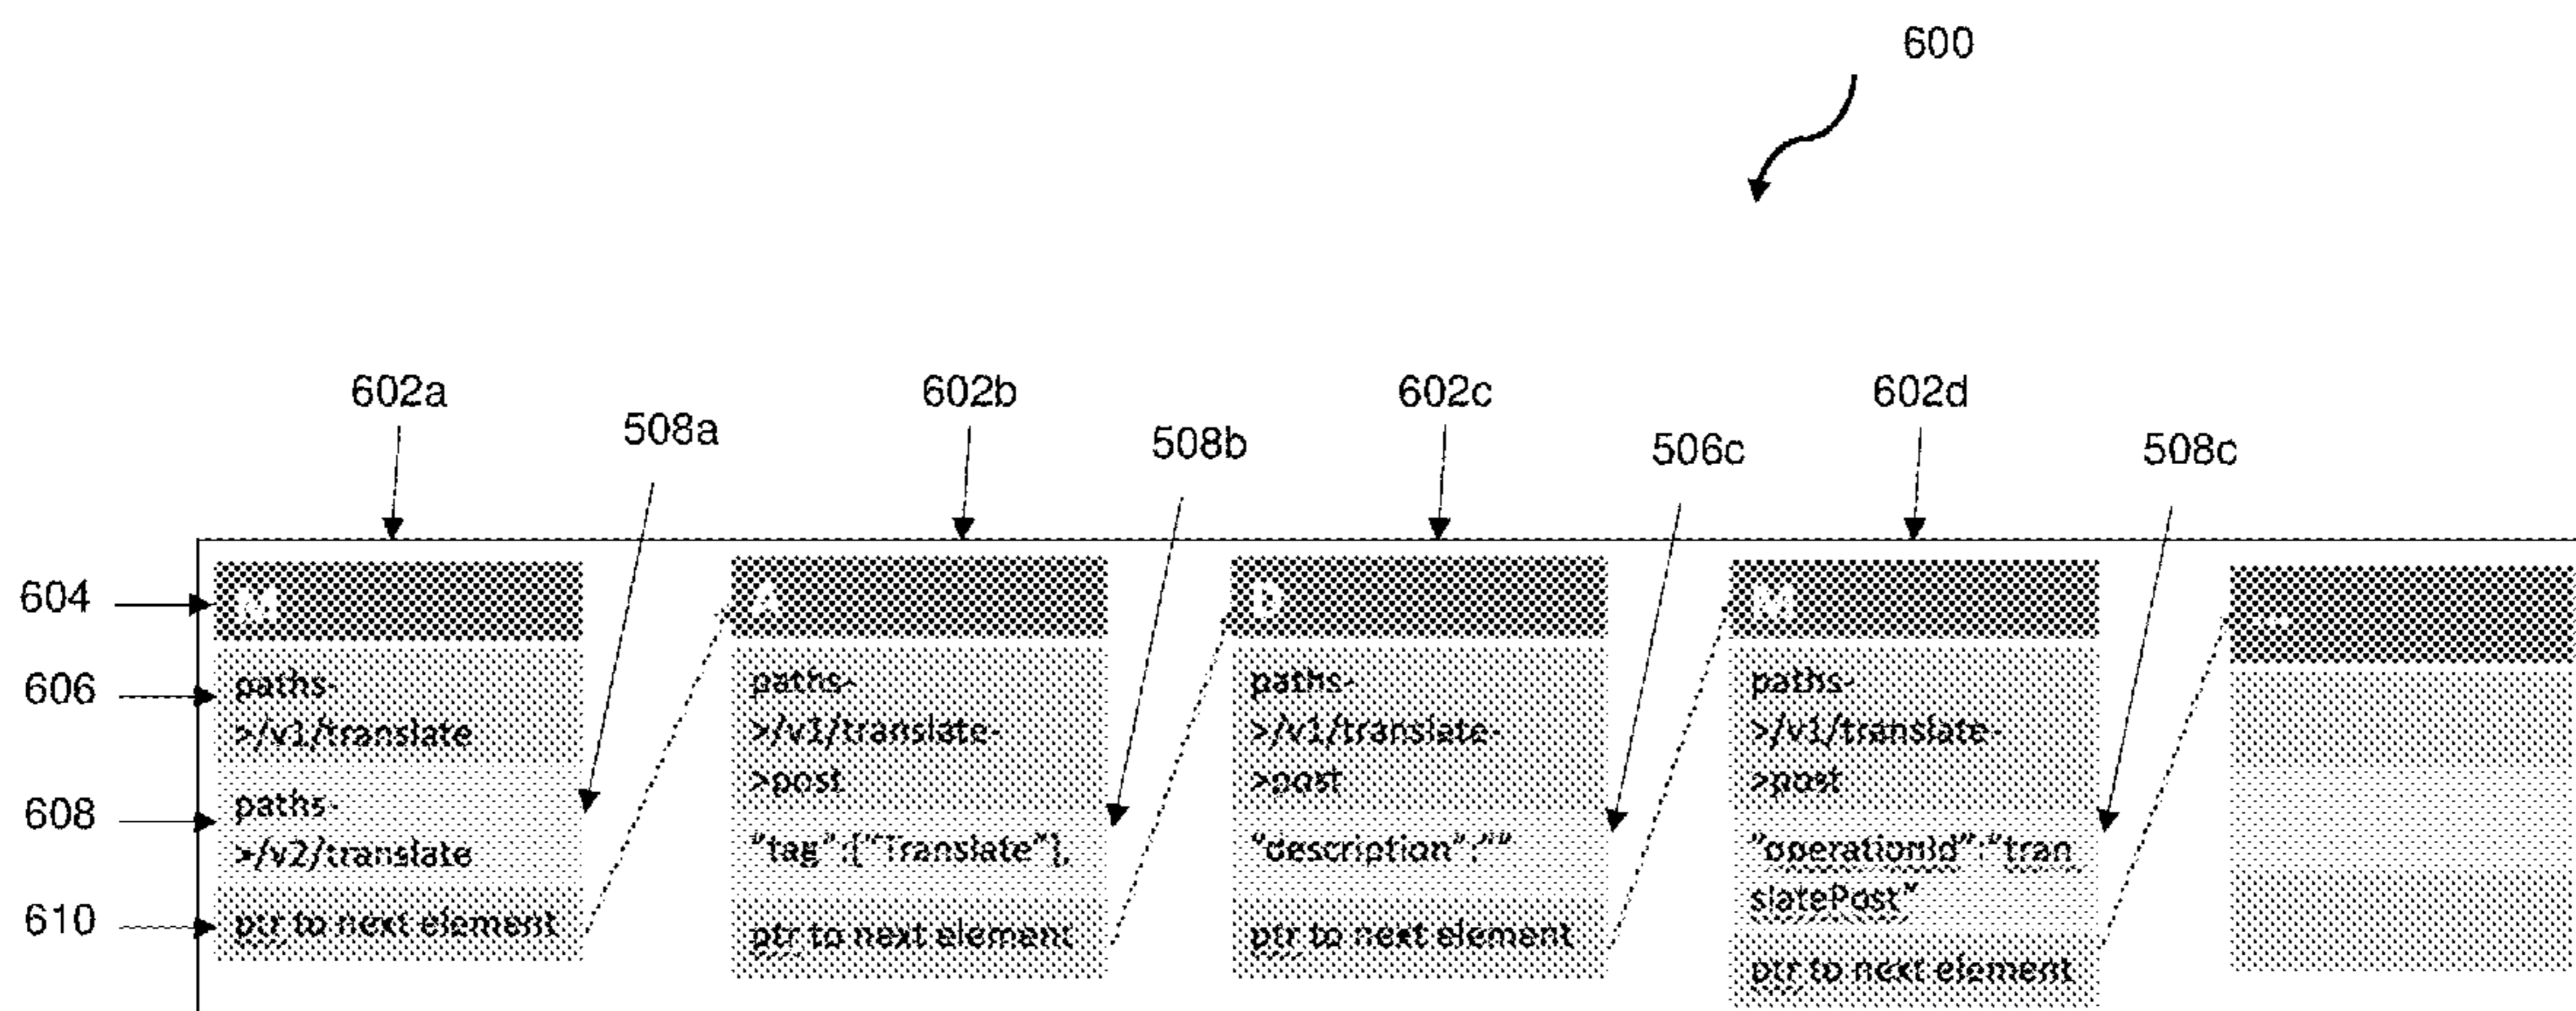 600
602a
602b
602c
602d
508a
508b
506c
508c
604
M
A
D
M
...
606
paths-
>/v1/translate
paths-
>/v1/translate-
>post
paths-
>/v1/translate-
>post
paths-
>/v1/translate-
>post
608
paths-
>/v2/translate
"tag":["Translate"],
"description":""
"operationId":"tran
slatePost"
610
ptr to next element
ptr to next element
ptr to next element
ptr to next element